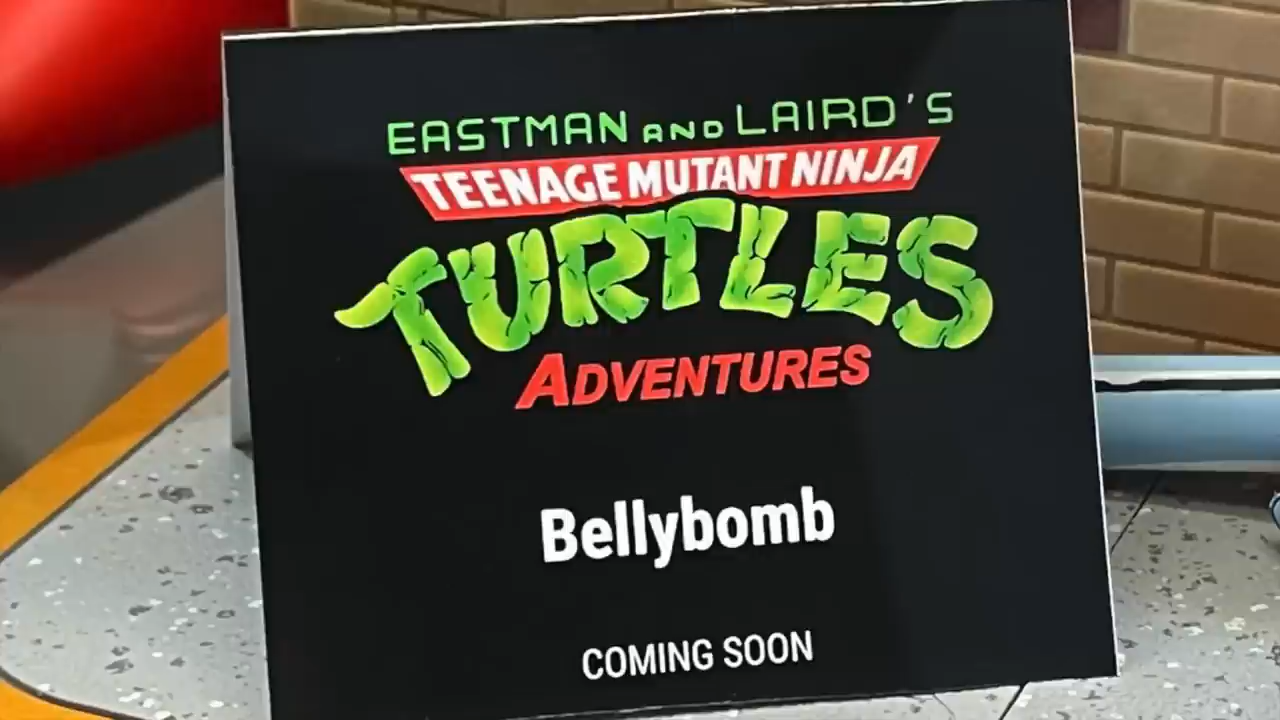 EASTMAN AND LAIRD'S
TEENAGE MUTANT NINJA
TURTLES
ADVENTURES
Bellybomb
COMING SOON